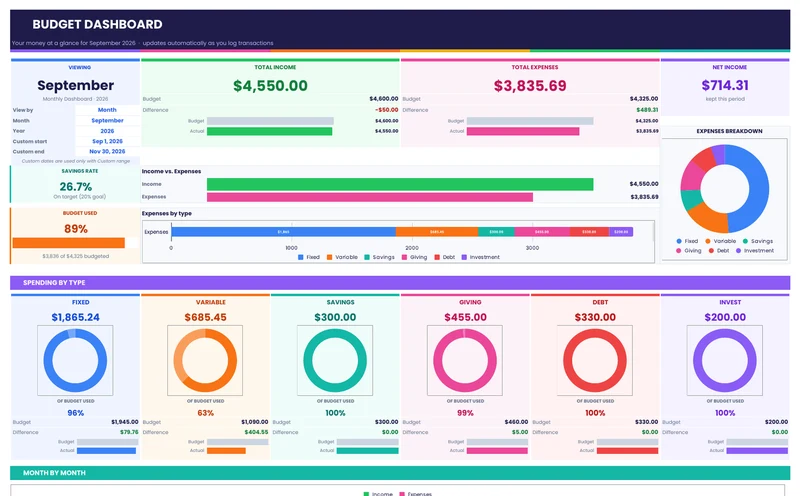 BUDGET DASHBOARD
Your money at a glance for September 2026 · updates automatically as you log transactions
VIEWING
September
Monthly Dashboard · 2026
View by Month
Month September
Year 2026
Custom start Sep 1, 2026
Custom end Nov 30, 2026
Custom dates are used only with Custom range
TOTAL INCOME
$4,550.00
Budget $4,600.00
Difference -$50.00
Budget $4,600.00
Actual $4,550.00
TOTAL EXPENSES
$3,835.69
Budget $4,325.00
Difference $489.31
Budget $4,325.00
Actual $3,835.69
NET INCOME
$714.31
kept this period
SAVINGS RATE
26.7%
On target (20% goal)
BUDGET USED
89%
$3,836 of $4,325 budgeted
Income vs. Expenses
Income $4,550.00
Expenses $3,835.69
Expenses by type
Expenses $1,865 $685.45 $300.00 $455.00 $330.00 $200.00
0 1000 2000 3000
Fixed Variable Savings Giving Debt Investment
EXPENSES BREAKDOWN
Fixed Variable Savings
Giving Debt Investment
SPENDING BY TYPE
FIXED
$1,865.24
OF BUDGET USED
96%
Budget $1,945.00
Difference $79.76
Budget
Actual
VARIABLE
$685.45
OF BUDGET USED
63%
Budget $1,090.00
Difference $404.55
Budget
Actual
SAVINGS
$300.00
OF BUDGET USED
100%
Budget $300.00
Difference $0.00
Budget
Actual
GIVING
$455.00
OF BUDGET USED
99%
Budget $460.00
Difference $5.00
Budget
Actual
DEBT
$330.00
OF BUDGET USED
100%
Budget $330.00
Difference $0.00
Budget
Actual
INVEST
$200.00
OF BUDGET USED
100%
Budget $200.00
Difference $0.00
Budget
Actual
MONTH BY MONTH
Income Expenses